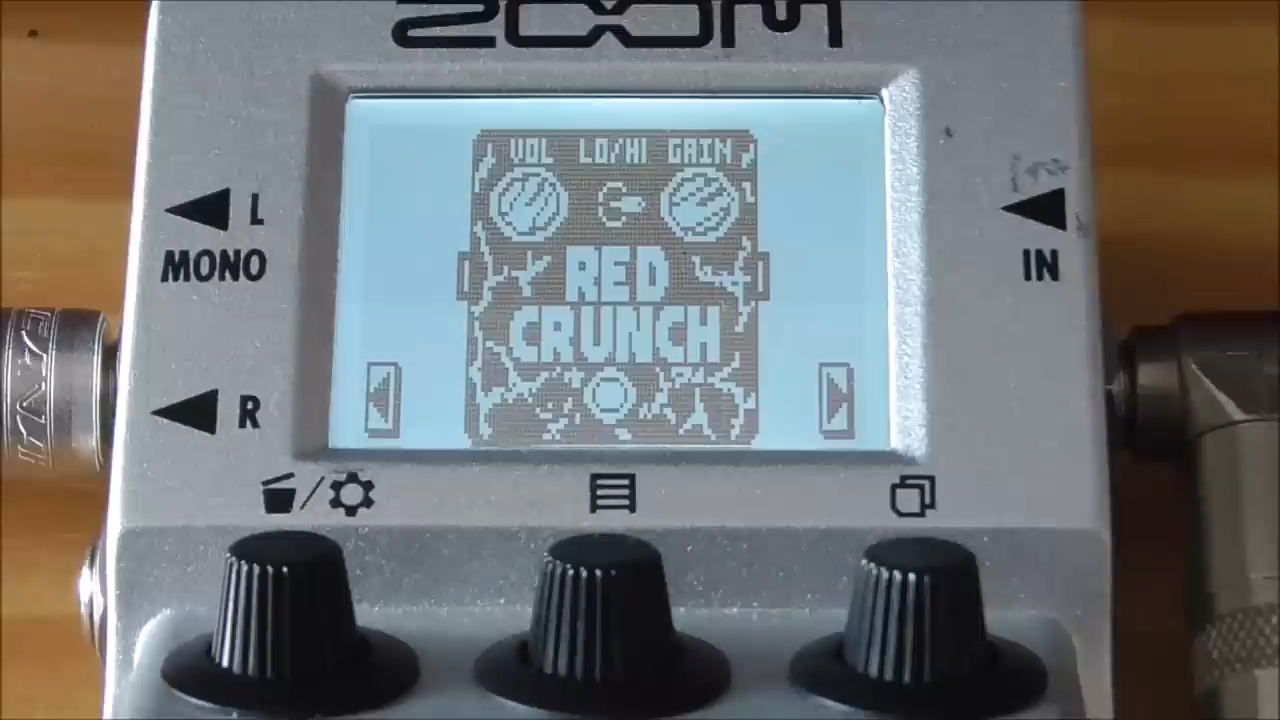 ZOOM
VOL LO/HI GAIN
L
MONO
IN
RED
CRUNCH
R